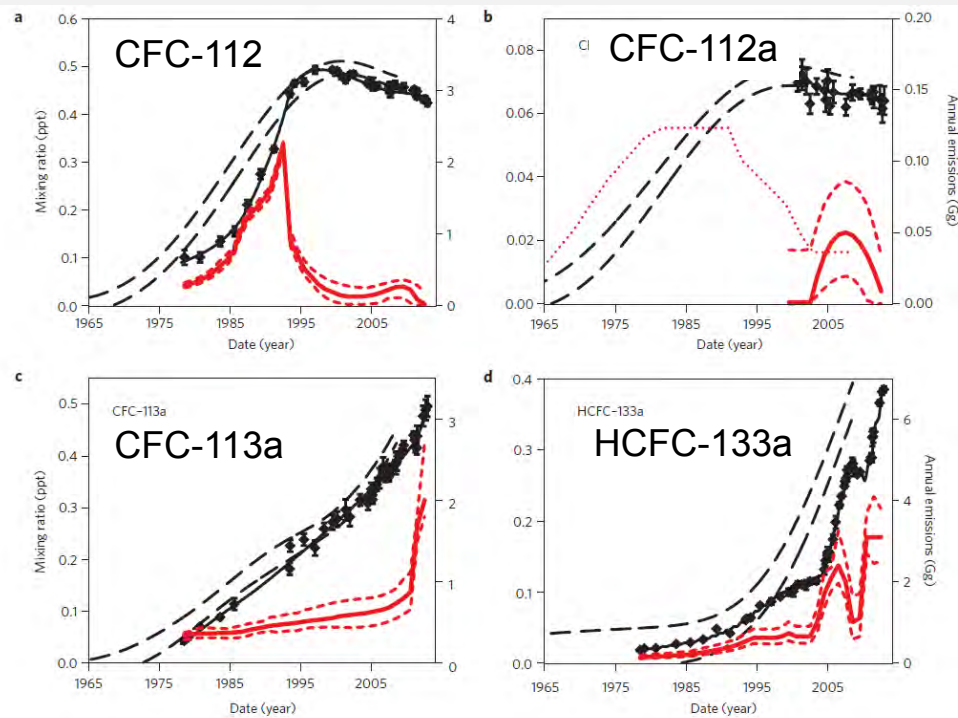 a
0.6
0.5
0.4
0.3
0.2
0.1
0.0
Mixing ratio (ppt)
CFC-112
4
3
2
1
0
1965 1975 1985 1995 2005
Date (year)
b
0.08
0.06
0.04
0.02
0.00
Cl CFC-112a
0.20
0.15
0.10
0.05
0.00
Annual emissions (Gg)
1965 1975 1985 1995 2005
Date (year)
c
0.5
0.4
0.3
0.2
0.1
0.0
Mixing ratio (ppt)
CFC-113a
CFC-113a
3
2
1
0
1965 1975 1985 1995 2005
Date (year)
d
0.4
0.3
0.2
0.1
0.0
HCFC-133a
HCFC-133a
6
4
2
0
Annual emissions (Gg)
1965 1975 1985 1995 2005
Date (year)